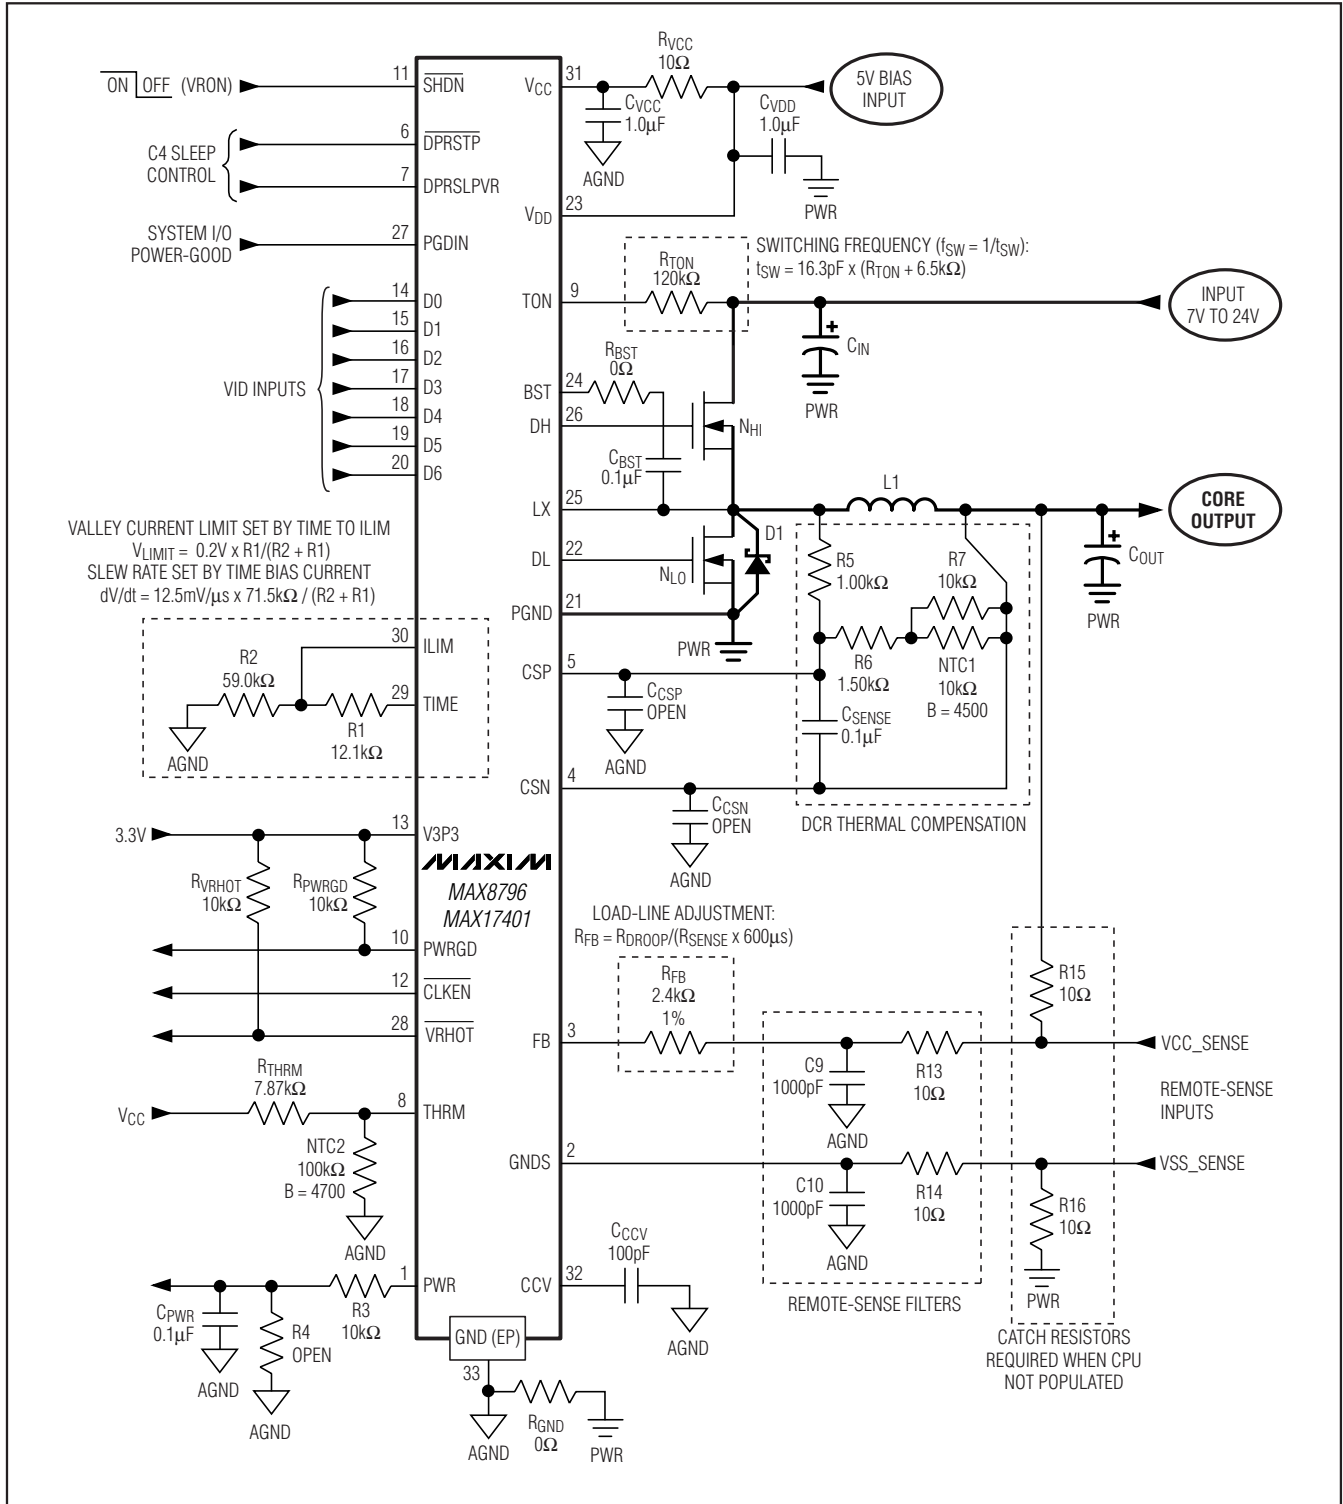 ON OFF (VRON)
11
SHDN
C4 SLEEP
CONTROL
6
DPRSTP
7
DPRSLPVR
SYSTEM I/O
POWER-GOOD
27
PGDIN
VID INPUTS
14
D0
15
D1
16
D2
17
D3
18
D4
19
D5
20
D6
VALLEY CURRENT LIMIT SET BY TIME TO ILIM
VLIMIT = 0.2V x R1/(R2 + R1)
SLEW RATE SET BY TIME BIAS CURRENT
dV/dt = 12.5mV/µs x 71.5kΩ / (R2 + R1)
30
ILIM
R2
59.0kΩ
29
TIME
R1
12.1kΩ
AGND
3.3V
13
V3P3
RVRHOT
10kΩ
RPWRGD
10kΩ
MAXIM
MAX8796
MAX17401
10
PWRGD
12
CLKEN
28
VRHOT
RTHRM
7.87kΩ
VCC
8
THRM
NTC2
100kΩ
B = 4700
AGND
1
PWR
R3
10kΩ
CPWR
0.1µF
R4
OPEN
AGND
AGND
GND (EP)
33
AGND
RGND
0Ω
PWR
VCC
31
RVCC
10Ω
5V BIAS
INPUT
CVCC
1.0µF
AGND
CVDD
1.0µF
PWR
VDD
23
SWITCHING FREQUENCY (fSW = 1/tSW):
tSW = 16.3pF x (RTON + 6.5kΩ)
RTON
120kΩ
TON
9
INPUT
7V TO 24V
+
CIN
PWR
RBST
0Ω
BST
24
DH
26
NHI
CBST
0.1µF
LX
25
L1
CORE
OUTPUT
+
COUT
PWR
DL
22
NLO
D1
PGND
21
PWR
R5
1.00kΩ
R7
10kΩ
R6
1.50kΩ
NTC1
10kΩ
B = 4500
CSP
5
CCSP
OPEN
AGND
CSENSE
0.1µF
CSN
4
CCSN
OPEN
AGND
DCR THERMAL COMPENSATION
LOAD-LINE ADJUSTMENT:
RFB = RDROOP/(RSENSE x 600µs)
RFB
2.4kΩ
1%
FB
3
C9
1000pF
AGND
R13
10Ω
R15
10Ω
VCC_SENSE
REMOTE-SENSE
INPUTS
GNDS
2
C10
1000pF
AGND
R14
10Ω
VSS_SENSE
R16
10Ω
PWR
REMOTE-SENSE FILTERS
CATCH RESISTORS
REQUIRED WHEN CPU
NOT POPULATED
CCV
32
CCCV
100pF
AGND